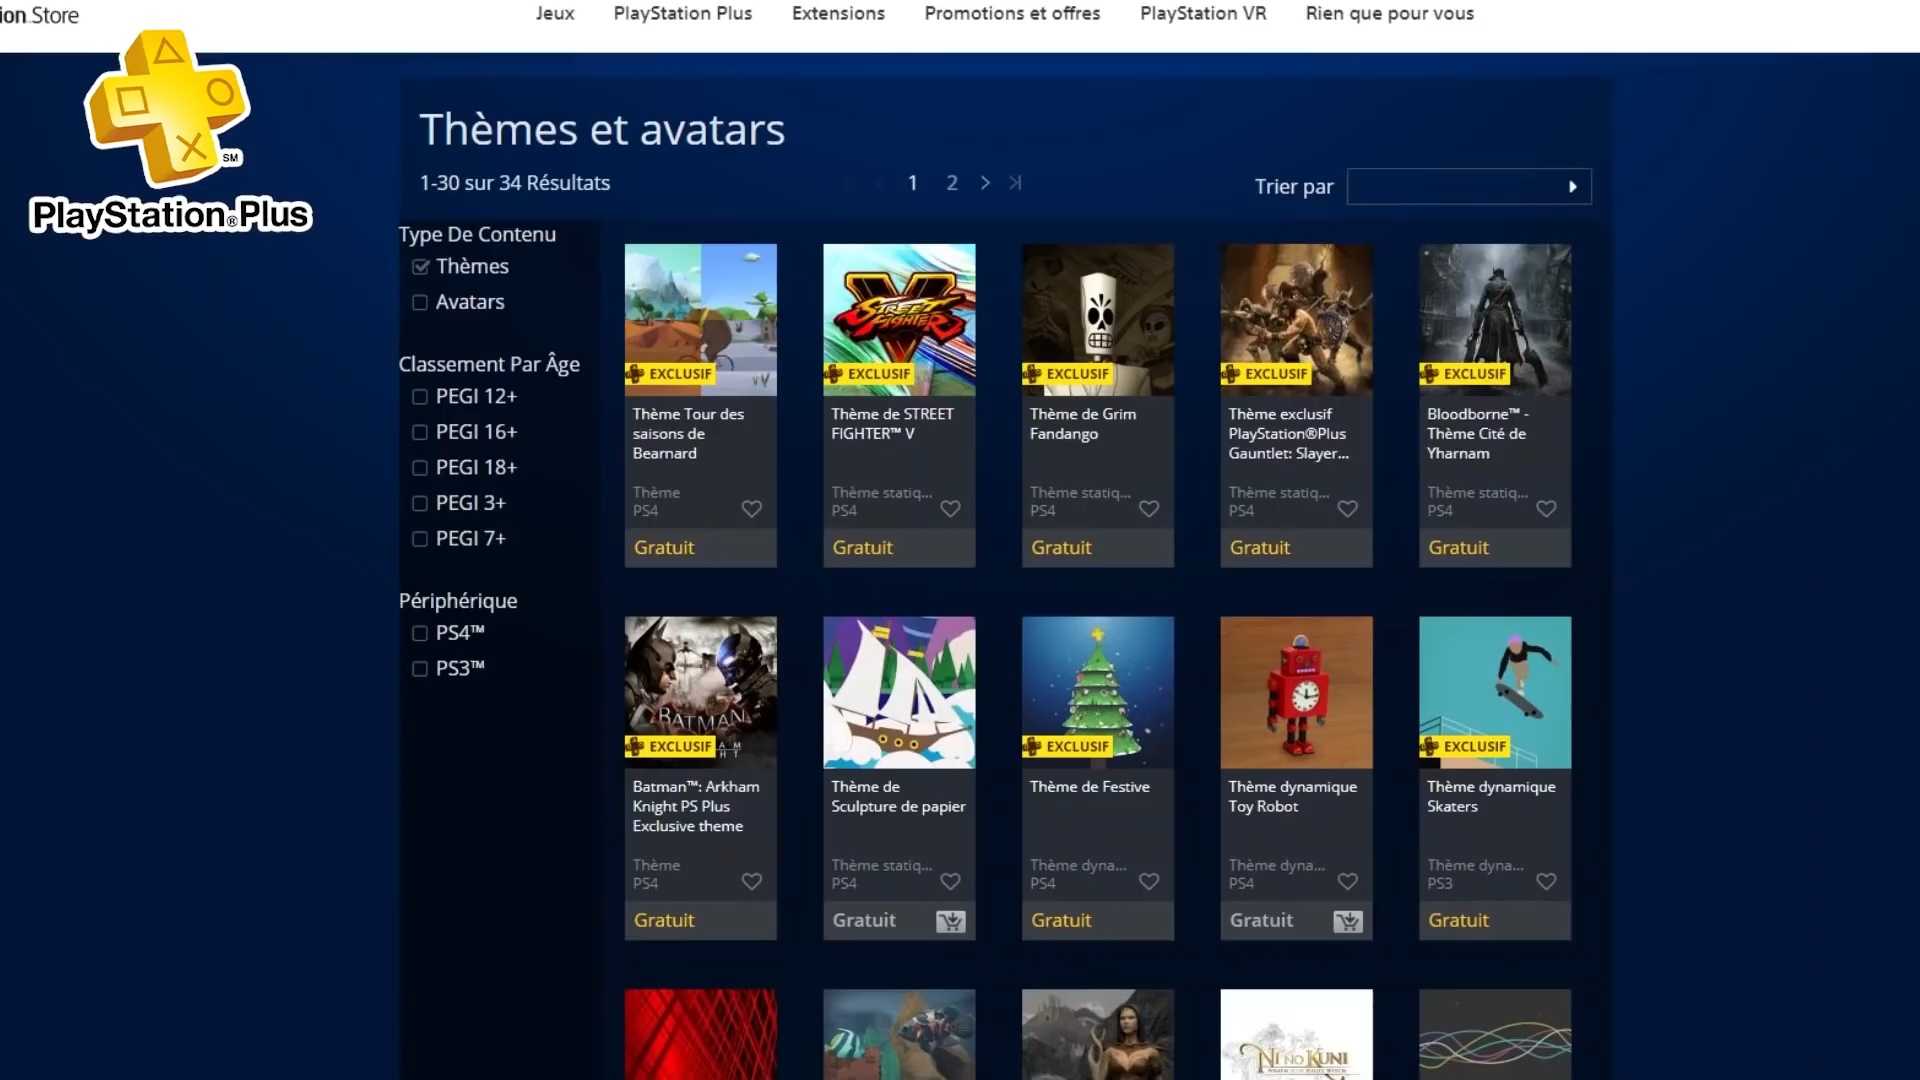 ion Store
Jeux PlayStation Plus Extensions Promotions et offres PlayStation VR Rien que pour vous
SM
PlayStation®Plus
Thèmes et avatars
1-30 sur 34 Résultats
1 2
Trier par
Type De Contenu
Thèmes
Avatars
Classement Par Âge
PEGI 12+
PEGI 16+
PEGI 18+
PEGI 3+
PEGI 7+
Périphérique
PS4™
PS3™
EXCLUSIF
Thème Tour des
saisons de
Bearnard
Thème
PS4
Gratuit
STREET
FIGHTER
V
EXCLUSIF
Thème de STREET
FIGHTER™ V
Thème statiq...
PS4
Gratuit
EXCLUSIF
Thème de Grim
Fandango
Thème statiq...
PS4
Gratuit
EXCLUSIF
Thème exclusif
PlayStation®Plus
Gauntlet: Slayer...
Thème statiq...
PS4
Gratuit
EXCLUSIF
Bloodborne™ -
Thème Cité de
Yharnam
Thème statiq...
PS4
Gratuit
BATMAN
EXCLUSIF
Batman™: Arkham
Knight PS Plus
Exclusive theme
Thème
PS4
Gratuit
Thème de
Sculpture de papier
Thème statiq...
PS4
Gratuit
EXCLUSIF
Thème de Festive
Thème dyna...
PS4
Gratuit
Thème dynamique
Toy Robot
Thème dyna...
PS4
Gratuit
EXCLUSIF
Thème dynamique
Skaters
Thème dyna...
PS3
Gratuit
NI NO KUNI